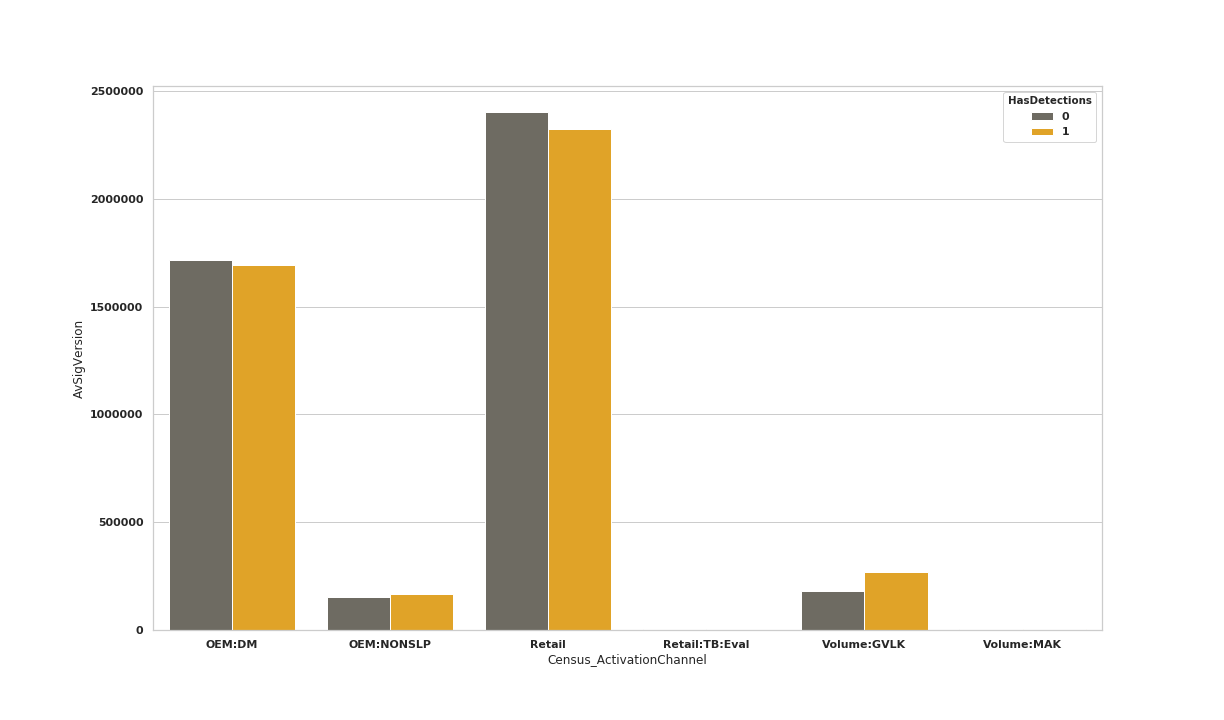 2500000
2000000
1500000
1000000
500000
0
AvSigVersion
HasDetections
0
1
OEM:DM OEM:NONSLP Retail Retail:TB:Eval Volume:GVLK Volume:MAK
Census_ActivationChannel